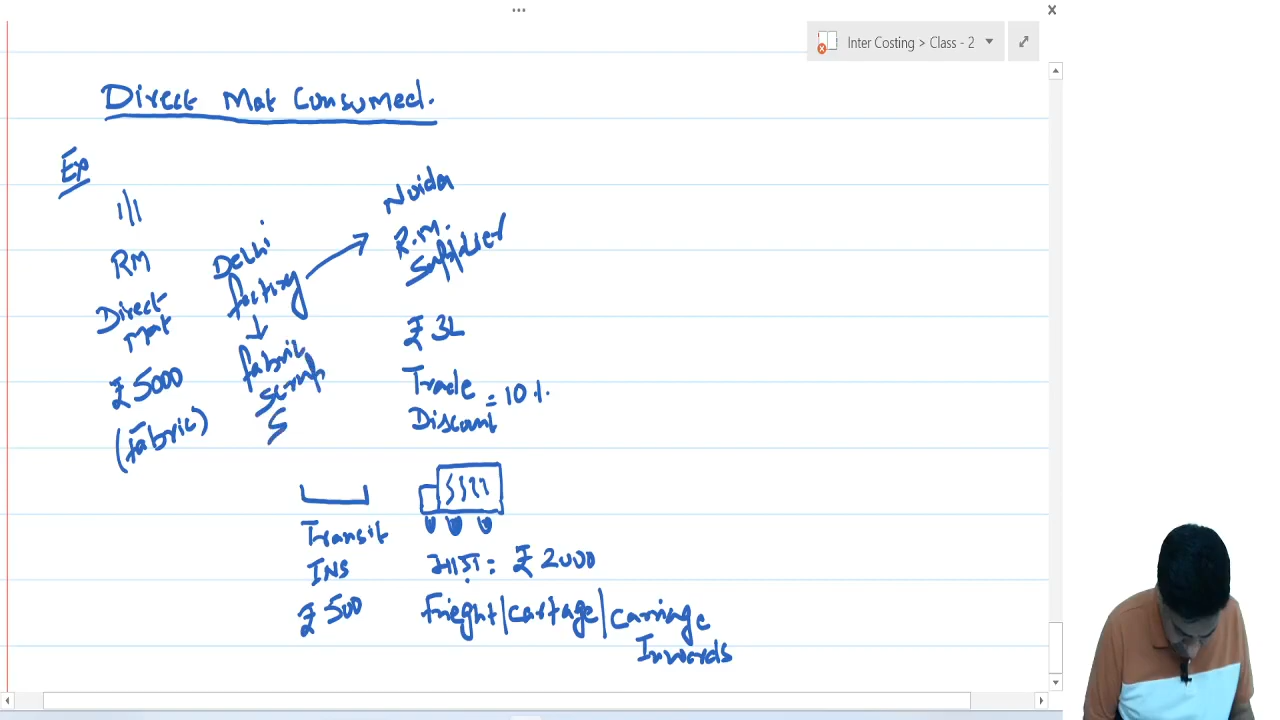 Inter Costing > Class - 2
Direct Mat Consumed.
Ex
1/1
RM
Direct
Mat
₹5000
(fabric)
Delhi
factory
fabric
scrap
Noida
R.M.
Supplier
₹ 3L
Trade
Discount = 10%
Transit
INS
₹500
भाड़ा : ₹ 2000
Frieght/cartage/carriage
Inwards